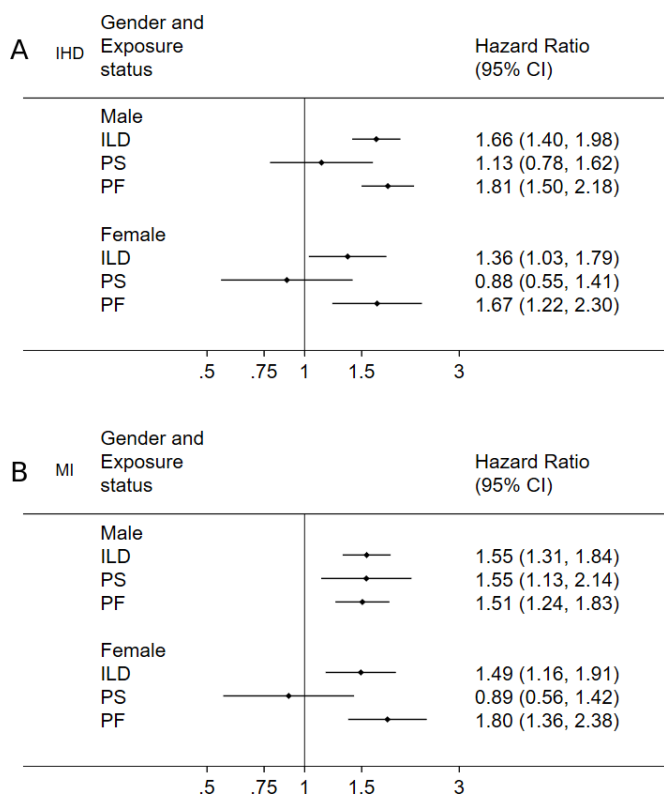 A IHD Gender and Exposure status Hazard Ratio (95% CI)
Male
ILD 1.66 (1.40, 1.98)
PS 1.13 (0.78, 1.62)
PF 1.81 (1.50, 2.18)
Female
ILD 1.36 (1.03, 1.79)
PS 0.88 (0.55, 1.41)
PF 1.67 (1.22, 2.30)
.5 .75 1 1.5 3
B MI Gender and Exposure status Hazard Ratio (95% CI)
Male
ILD 1.55 (1.31, 1.84)
PS 1.55 (1.13, 2.14)
PF 1.51 (1.24, 1.83)
Female
ILD 1.49 (1.16, 1.91)
PS 0.89 (0.56, 1.42)
PF 1.80 (1.36, 2.38)
.5 .75 1 1.5 3